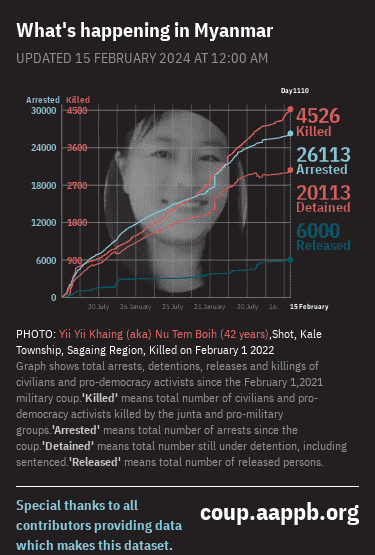 What's happening in Myanmar
UPDATED 15 FEBRUARY 2024 AT 12:00 AM
Day1110
Arrested Killed
30000 4500
24000 3600
18000 2700
12000 1800
6000 900
0
4526
Killed
26113
Arrested
20113
Detained
6000
Released
30 July 26 January 25 July 21 January 20 July 16. 15 February
PHOTO: Yii Yii Khaing (aka) Nu Tem Boih (42 years),Shot, Kale
Township, Sagaing Region, Killed on February 1 2022
Graph shows total arrests, detentions, releases and killings of
civilians and pro-democracy activists since the February 1,2021
military coup.'Killed' means total number of civilians and pro-
democracy activists killed by the junta and pro-military
groups.'Arrested' means total number of arrests since the
coup.'Detained' means total number still under detention, including
sentenced.'Released' means total number of released persons.
Special thanks to all
contributors providing data
which makes this dataset.
coup.aappb.org